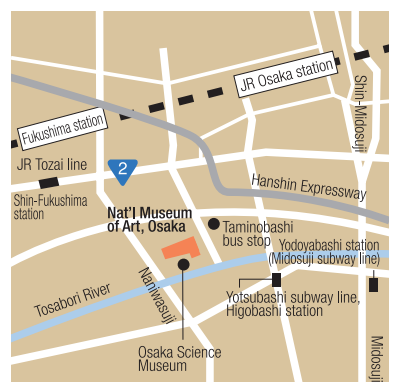 JR Osaka station
Fukushima station
Shin-Midosuji
JR Tozai line
2
Shin-Fukushima
station
Hanshin Expressway
Nat'l Museum
of Art, Osaka
Taminobashi
bus stop
Yodoyabashi station
(Midosuji subway line)
Naniwasuji
Tosabori River
Yotsubashi subway line,
Higobashi station
Osaka Science
Museum
Midosuji